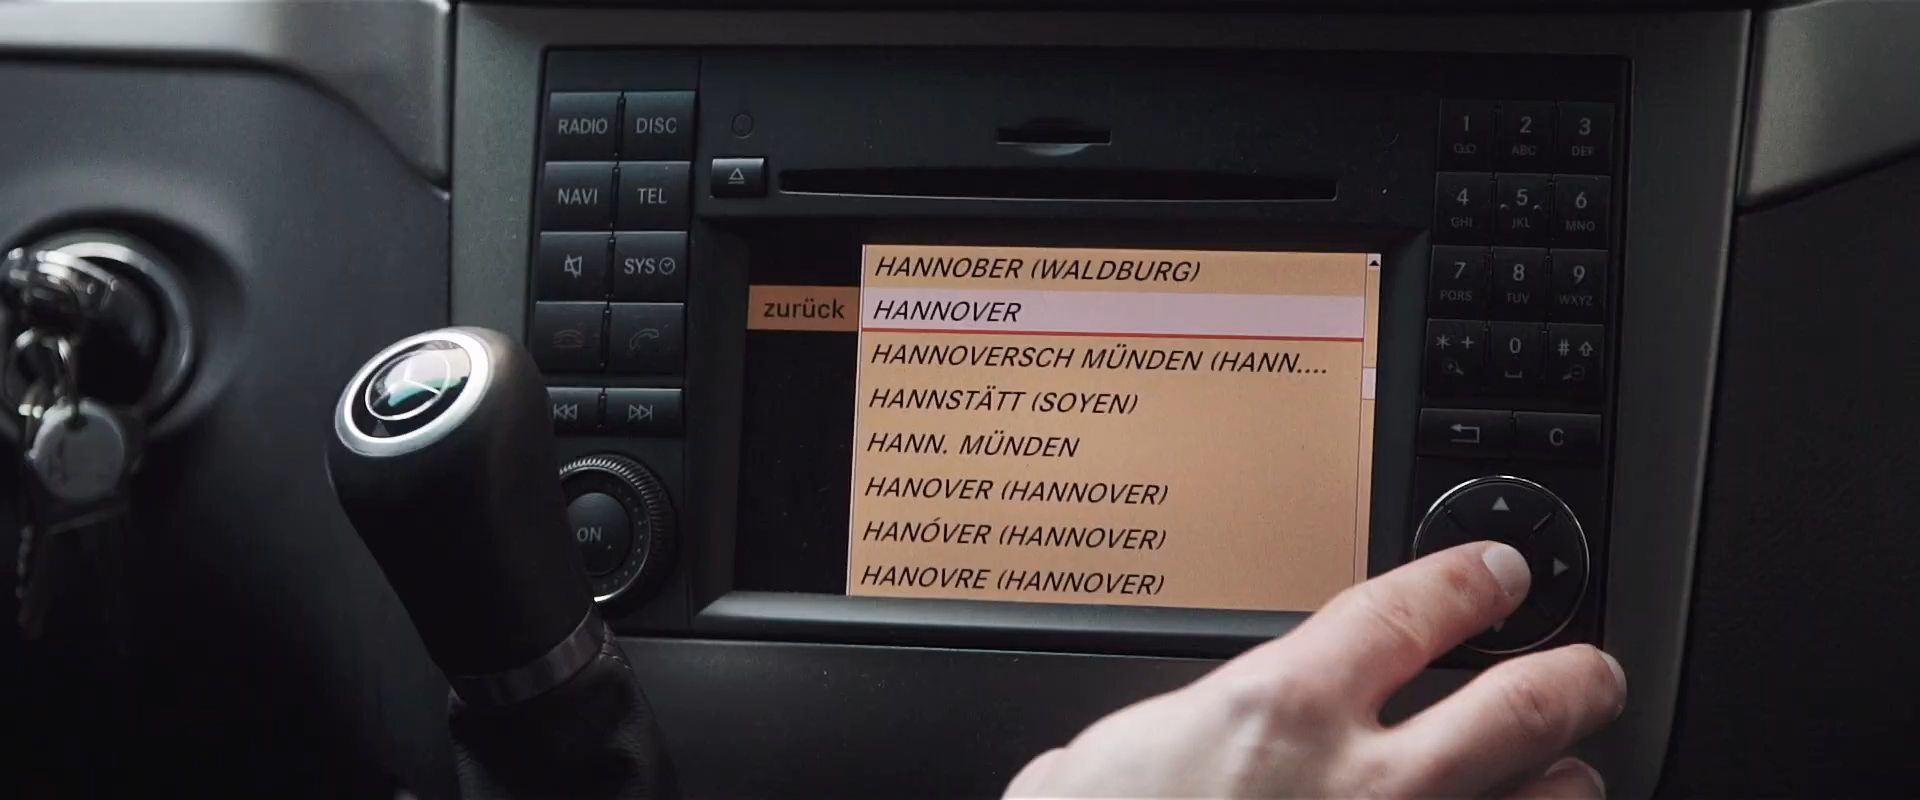 RADIO DISC
NAVI TEL
SYS
ON
zurück
HANNOBER (WALDBURG)
HANNOVER
HANNOVERSCH MÜNDEN (HANN....
HANNSTÄTT (SOYEN)
HANN. MÜNDEN
HANOVER (HANNOVER)
HANÓVER (HANNOVER)
HANOVRE (HANNOVER)
1 2 3
ABC DEF
4 5 6
GHI JKL MNO
7 8 9
PQRS TUV WXYZ
* + 0 #
C